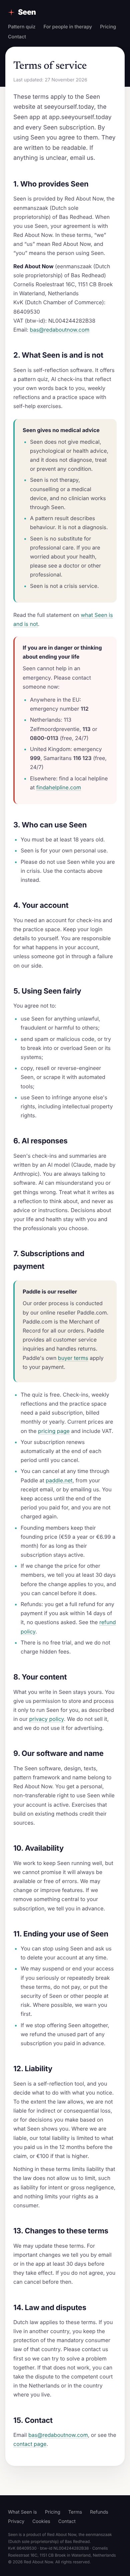 Seen
Pattern quiz
For people in therapy
Pricing
Contact
Terms of service
Last updated: 27 November 2026
These terms apply to the Seen
website at seeyourself.today, the
Seen app at app.seeyourself.today
and every Seen subscription. By
using Seen you agree to them. They
are written to be readable. If
anything is unclear, email us.
1. Who provides Seen
Seen is provided by Red About Now, the
eenmanszaak (Dutch sole
proprietorship) of Bas Redhead. When
you use Seen, your agreement is with
Red About Now. In these terms, "we"
and "us" mean Red About Now, and
"you" means the person using Seen.
Red About Now (eenmanszaak (Dutch
sole proprietorship) of Bas Redhead)
Cornelis Roelestraat 16C, 1151 CB Broek
in Waterland, Netherlands
KvK (Dutch Chamber of Commerce):
86409530
VAT (btw-id): NL004244282B38
Email: bas@redaboutnow.com
2. What Seen is and is not
Seen is self-reflection software. It offers
a pattern quiz, AI check-ins that reflect
your own words back to you, weekly
reflections and a practice space with
self-help exercises.
Seen gives no medical advice
• Seen does not give medical,
psychological or health advice,
and it does not diagnose, treat
or prevent any condition.
• Seen is not therapy,
counselling or a medical
device, and no clinician works
through Seen.
• A pattern result describes
behaviour. It is not a diagnosis.
• Seen is no substitute for
professional care. If you are
worried about your health,
please see a doctor or other
professional.
• Seen is not a crisis service.
Read the full statement on what Seen is
and is not.
If you are in danger or thinking
about ending your life
Seen cannot help in an
emergency. Please contact
someone now:
• Anywhere in the EU:
emergency number 112
• Netherlands: 113
Zelfmoordpreventie, 113 or
0800-0113 (free, 24/7)
• United Kingdom: emergency
999, Samaritans 116 123 (free,
24/7)
• Elsewhere: find a local helpline
at findahelpline.com
3. Who can use Seen
• You must be at least 18 years old.
• Seen is for your own personal use.
• Please do not use Seen while you are
in crisis. Use the contacts above
instead.
4. Your account
You need an account for check-ins and
the practice space. Keep your login
details to yourself. You are responsible
for what happens in your account,
unless someone got in through a failure
on our side.
5. Using Seen fairly
You agree not to:
• use Seen for anything unlawful,
fraudulent or harmful to others;
• send spam or malicious code, or try
to break into or overload Seen or its
systems;
• copy, resell or reverse-engineer
Seen, or scrape it with automated
tools;
• use Seen to infringe anyone else's
rights, including intellectual property
rights.
6. AI responses
Seen's check-ins and summaries are
written by an AI model (Claude, made by
Anthropic). You are always talking to
software. AI can misunderstand you or
get things wrong. Treat what it writes as
a prompt to think about, and never as
advice or instructions. Decisions about
your life and health stay with you and
the professionals you choose.
7. Subscriptions and
payment
Paddle is our reseller
Our order process is conducted
by our online reseller Paddle.com.
Paddle.com is the Merchant of
Record for all our orders. Paddle
provides all customer service
inquiries and handles returns.
Paddle's own buyer terms apply
to your payment.
• The quiz is free. Check-ins, weekly
reflections and the practice space
need a paid subscription, billed
monthly or yearly. Current prices are
on the pricing page and include VAT.
• Your subscription renews
automatically at the end of each
period until you cancel.
• You can cancel at any time through
Paddle at paddle.net, from your
receipt email, or by emailing us. You
keep access until the end of the
period you paid for, and you are not
charged again.
• Founding members keep their
founding price (€59 a year or €6.99 a
month) for as long as their
subscription stays active.
• If we change the price for other
members, we tell you at least 30 days
before the change applies to you, and
you can cancel before it does.
• Refunds: you get a full refund for any
payment if you ask within 14 days of
it, no questions asked. See the refund
policy.
• There is no free trial, and we do not
charge hidden fees.
8. Your content
What you write in Seen stays yours. You
give us permission to store and process
it only to run Seen for you, as described
in our privacy policy. We do not sell it,
and we do not use it for advertising.
9. Our software and name
The Seen software, design, texts,
pattern framework and name belong to
Red About Now. You get a personal,
non-transferable right to use Seen while
your account is active. Exercises that
build on existing methods credit their
sources.
10. Availability
We work to keep Seen running well, but
we cannot promise it will always be
available or free of errors. We may
change or improve features. If we
remove something central to your
subscription, we tell you in advance.
11. Ending your use of Seen
• You can stop using Seen and ask us
to delete your account at any time.
• We may suspend or end your access
if you seriously or repeatedly break
these terms, do not pay, or put the
security of Seen or other people at
risk. Where possible, we warn you
first.
• If we stop offering Seen altogether,
we refund the unused part of any
subscription you paid in advance.
12. Liability
Seen is a self-reflection tool, and you
decide what to do with what you notice.
To the extent the law allows, we are not
liable for indirect or consequential loss,
or for decisions you make based on
what Seen shows you. Where we are
liable, our total liability is limited to what
you paid us in the 12 months before the
claim, or €100 if that is higher.
Nothing in these terms limits liability that
the law does not allow us to limit, such
as liability for intent or gross negligence,
and nothing limits your rights as a
consumer.
13. Changes to these terms
We may update these terms. For
important changes we tell you by email
or in the app at least 30 days before
they take effect. If you do not agree, you
can cancel before then.
14. Law and disputes
Dutch law applies to these terms. If you
live in another country, you keep the
protection of the mandatory consumer
law of that country. Please contact us
first so we can try to solve it together. If
that does not work, either of us can
take the dispute to the competent court
in the Netherlands or in the country
where you live.
15. Contact
Email bas@redaboutnow.com, or see the
contact page.
What Seen is
Pricing
Terms
Refunds
Privacy
Cookies
Contact
Seen is a product of Red About Now, the eenmanszaak
(Dutch sole proprietorship) of Bas Redhead.
KvK 86409530 · btw-id NL004244282B38 · Cornelis
Roelestraat 16C, 1151 CB Broek in Waterland, Netherlands
© 2026 Red About Now. All rights reserved.